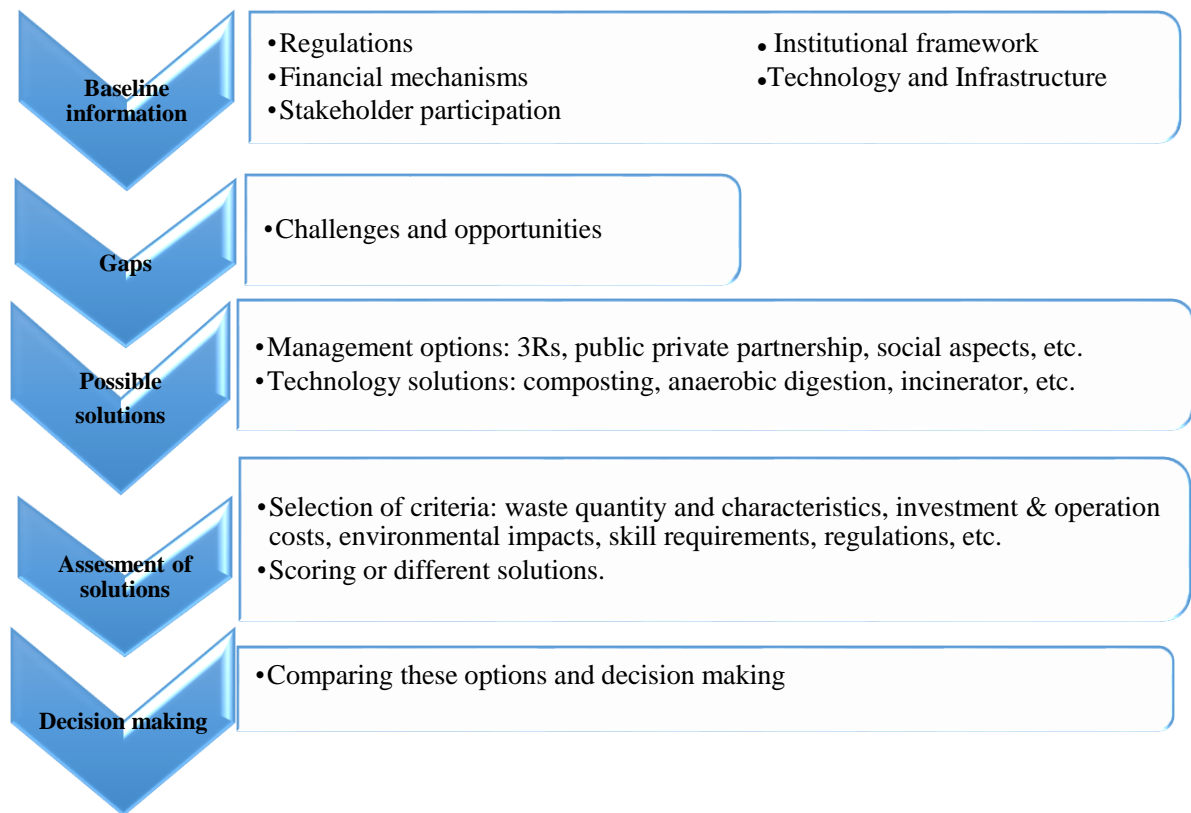 Baseline
information
•Regulations
•Financial mechanisms
•Stakeholder participation
• Institutional framework
•Technology and Infrastructure
Gaps
•Challenges and opportunities
Possible
solutions
•Management options: 3Rs, public private partnership, social aspects, etc.
•Technology solutions: composting, anaerobic digestion, incinerator, etc.
Assesment of
solutions
•Selection of criteria: waste quantity and characteristics, investment & operation
costs, environmental impacts, skill requirements, regulations, etc.
•Scoring or different solutions.
Decision making
•Comparing these options and decision making